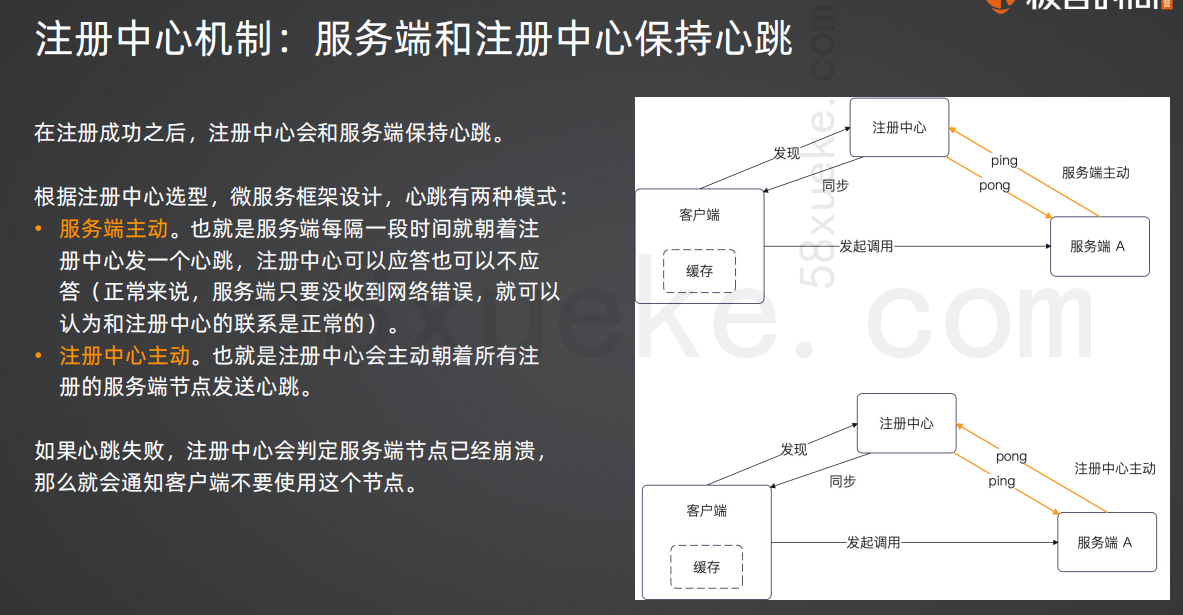 注册中心机制：服务端和注册中心保持心跳
在注册成功之后，注册中心会和服务端保持心跳。
根据注册中心选型，微服务框架设计，心跳有两种模式：
• 服务端主动。也就是服务端每隔一段时间就朝着注
册中心发一个心跳，注册中心可以应答也可以不应
答（正常来说，服务端只要没收到网络错误，就可以
认为和注册中心的联系是正常的）。
• 注册中心主动。也就是注册中心会主动朝着所有注
册的服务端节点发送心跳。
如果心跳失败，注册中心会判定服务端节点已经崩溃，
那么就会通知客户端不要使用这个节点。
注册中心
发现
同步
ping
pong
服务端主动
客户端
缓存
发起调用
服务端 A
注册中心
发现
同步
pong
ping
注册中心主动
客户端
缓存
发起调用
服务端 A
58xueke.com
58xueke.com